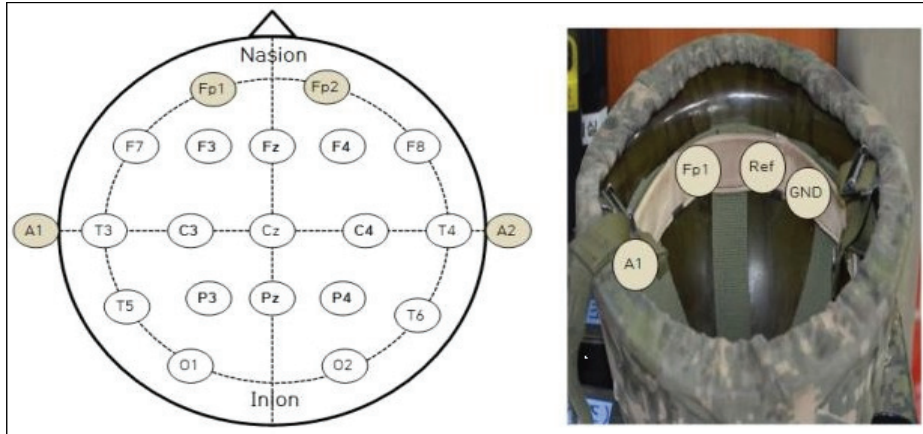 Nasion
Fp1 Fp2
F7 F3 Fz F4 F8
A1 T3 C3 Cz C4 T4 A2
T5 P3 Pz P4 T6
O1 O2
Inion
Fp1 Ref
GND
A1